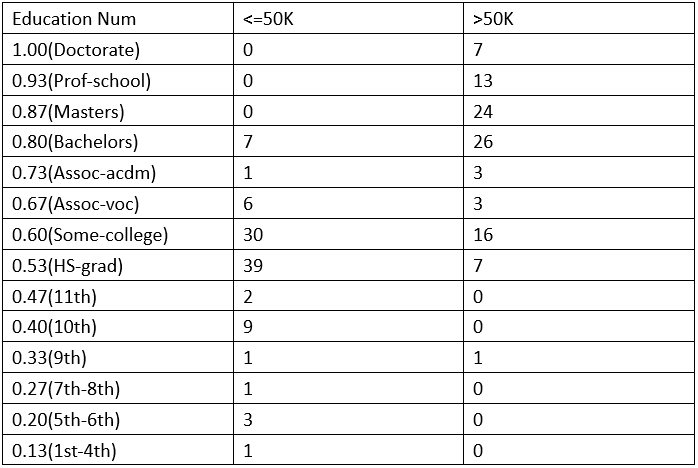 Education Num <=50K >50K
1.00(Doctorate) 0 7
0.93(Prof-school) 0 13
0.87(Masters) 0 24
0.80(Bachelors) 7 26
0.73(Assoc-acdm) 1 3
0.67(Assoc-voc) 6 3
0.60(Some-college) 30 16
0.53(HS-grad) 39 7
0.47(11th) 2 0
0.40(10th) 9 0
0.33(9th) 1 1
0.27(7th-8th) 1 0
0.20(5th-6th) 3 0
0.13(1st-4th) 1 0